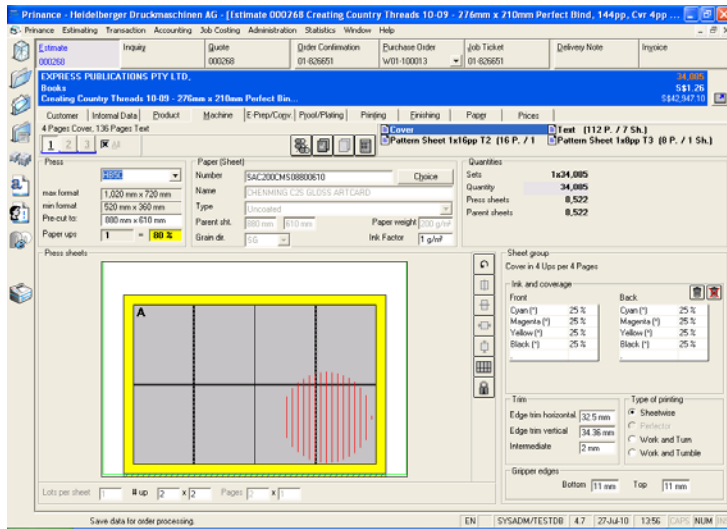 Prinance - Heidelberger Druckmaschinen AG - [Estimate 000268 Creating Country Threads 10-09 - 276mm x 210mm Perfect Bind, 144pp, Cvr 4pp ...
Prinance Estimating Transaction Accounting Job Costing Administration Statistics Window Help
Estimate Inquiry Quote Order Confirmation Purchase Order Job Ticket Delivery Note Invoice
000268 000268 01-826651 W01-100013 01-826651
EXPRESS PUBLICATIONS PTY LTD, 34,085
Books S$1.26
Creating Country Threads 10-09 - 276mm x 210mm Perfect Bin... S$42,947.10
Customer Informal Data Product Machine E-Prep/Conv. Proof/Plating Printing Finishing Paper Prices
4 Pages Cover, 136 Pages Text Cover Text (112 P. / 7 Sh.)
1 2 3 Pattern Sheet 1x16pp T2 (16 P. / 1 Pattern Sheet 1x8pp T3 (8 P. / 1 Sh.)
Press Paper (Sheet) Quantities
H8SC Number SAC200CMS08800610 Choice Sets 1x34,085
max format 1,020 mm x 720 mm Name CHENMING C2S GLOSS ARTCARD Quantity 34,085
min format 520 mm x 360 mm Type Uncoated Press sheets 8,522
Pre-cut to: 880 mm x 610 mm Parent sht. 880 mm 610 mm Paper weight 200 g/m² Parent sheets 8,522
Paper ups 1 = 80 % Grain dir. SG Ink Factor 1 g/m²
Press sheets Sheet group
Cover in 4 Ups per 4 Pages
A
Ink and coverage
Front Back
Cyan (*) 25 % Cyan (*) 25 %
Magenta (*) 25 % Magenta (*) 25 %
Yellow (*) 25 % Yellow (*) 25 %
Black (*) 25 % Black (*) 25 %
Trim Type of printing
Edge trim horizontal 32.5 mm Sheetwise
Edge trim vertical 34.36 mm Perfector
Intermediate 2 mm Work and Turn
Work and Tumble
Gripper edges
Bottom 11 mm Top 11 mm
Lots per sheet 1 # up 2 x 2 Pages 2 x 1
Save data for order processing. EN SYSADM/TESTDB 4.7 27-Jul-10 13:56 CAPS NUM